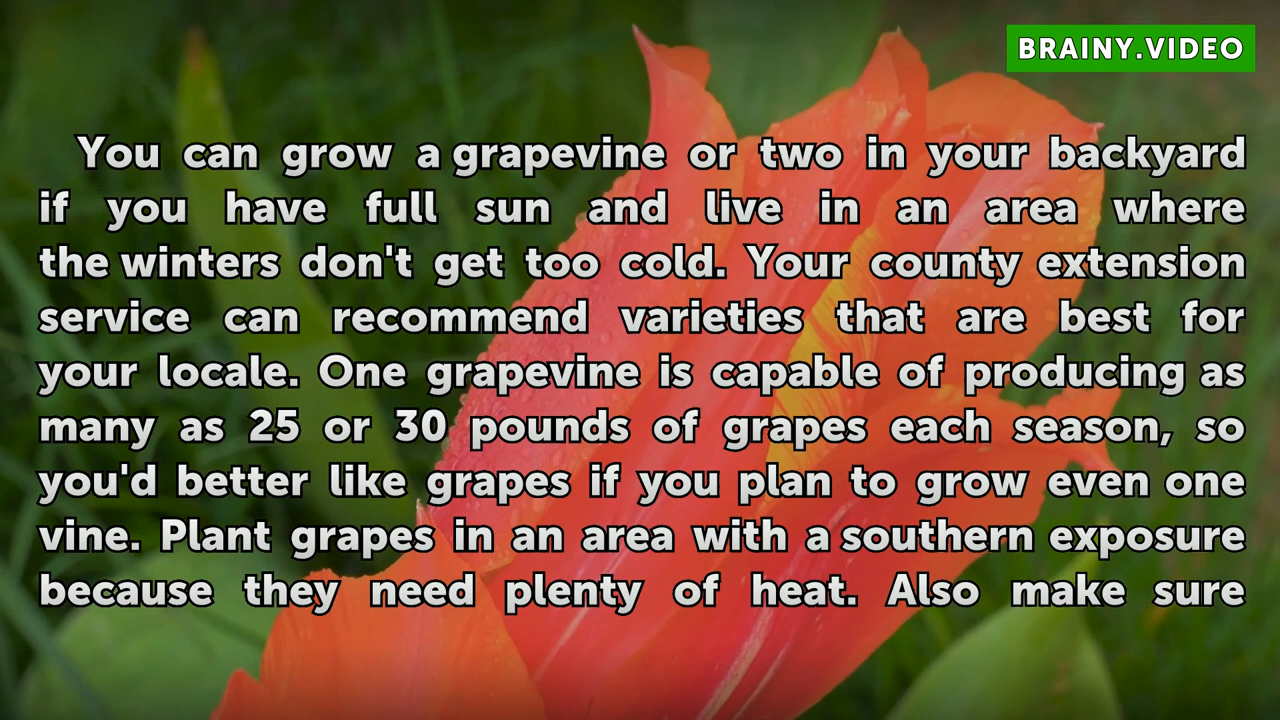 BRAINY.VIDEO
You can grow a grapevine or two in your backyard
if you have full sun and live in an area where
the winters don't get too cold. Your county extension
service can recommend varieties that are best for
your locale. One grapevine is capable of producing as
many as 25 or 30 pounds of grapes each season, so
you'd better like grapes if you plan to grow even one
vine. Plant grapes in an area with a southern exposure
because they need plenty of heat. Also make sure